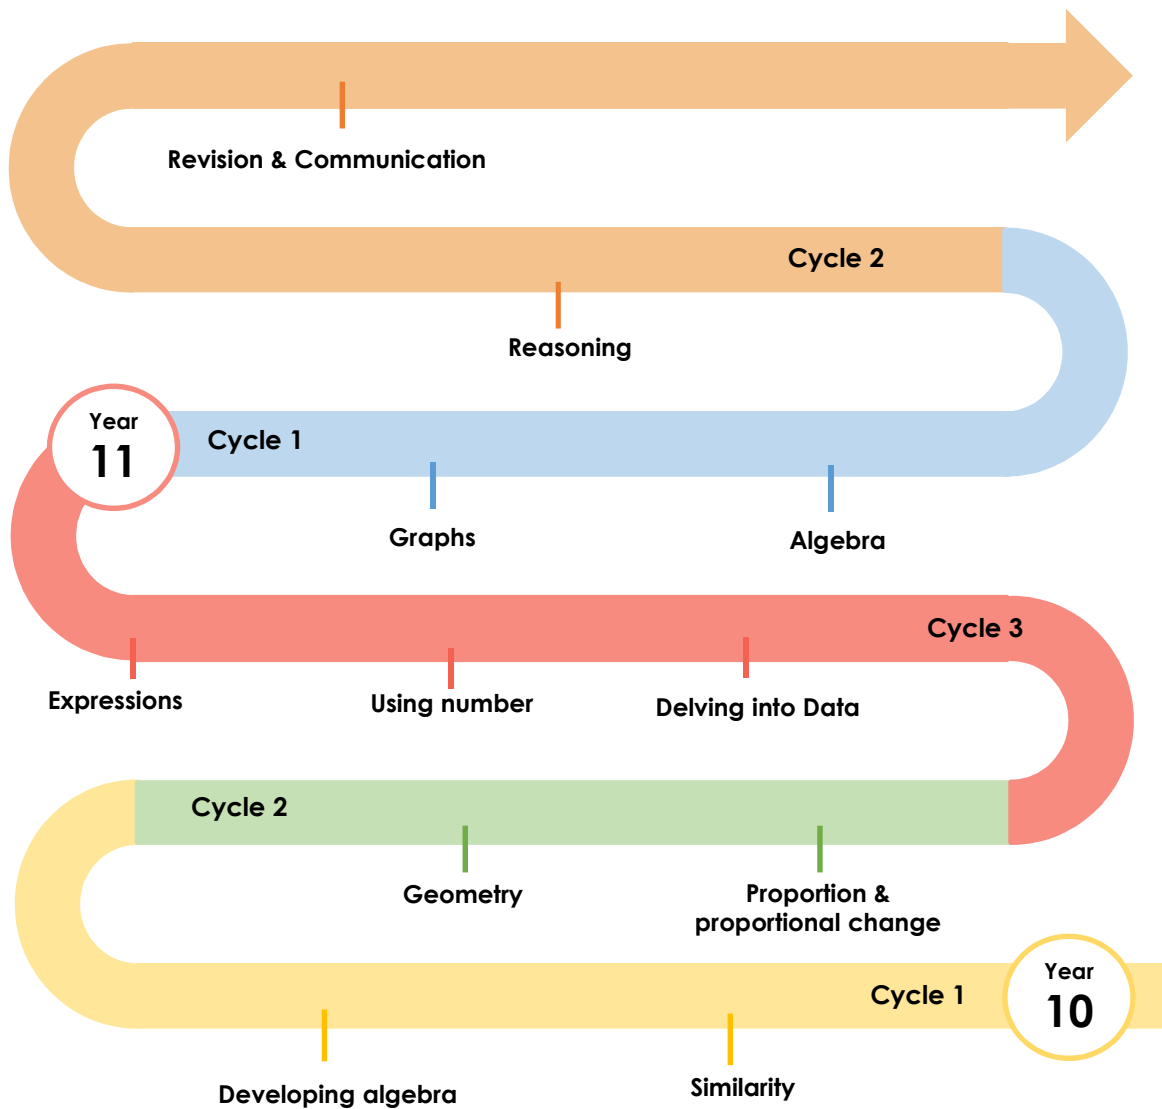 Revision & Communication
Cycle 2
Reasoning
Year
11
Cycle 1
Graphs
Algebra
Cycle 3
Expressions
Using number
Delving into Data
Cycle 2
Geometry
Proportion &
proportional change
Year
10
Cycle 1
Developing algebra
Similarity